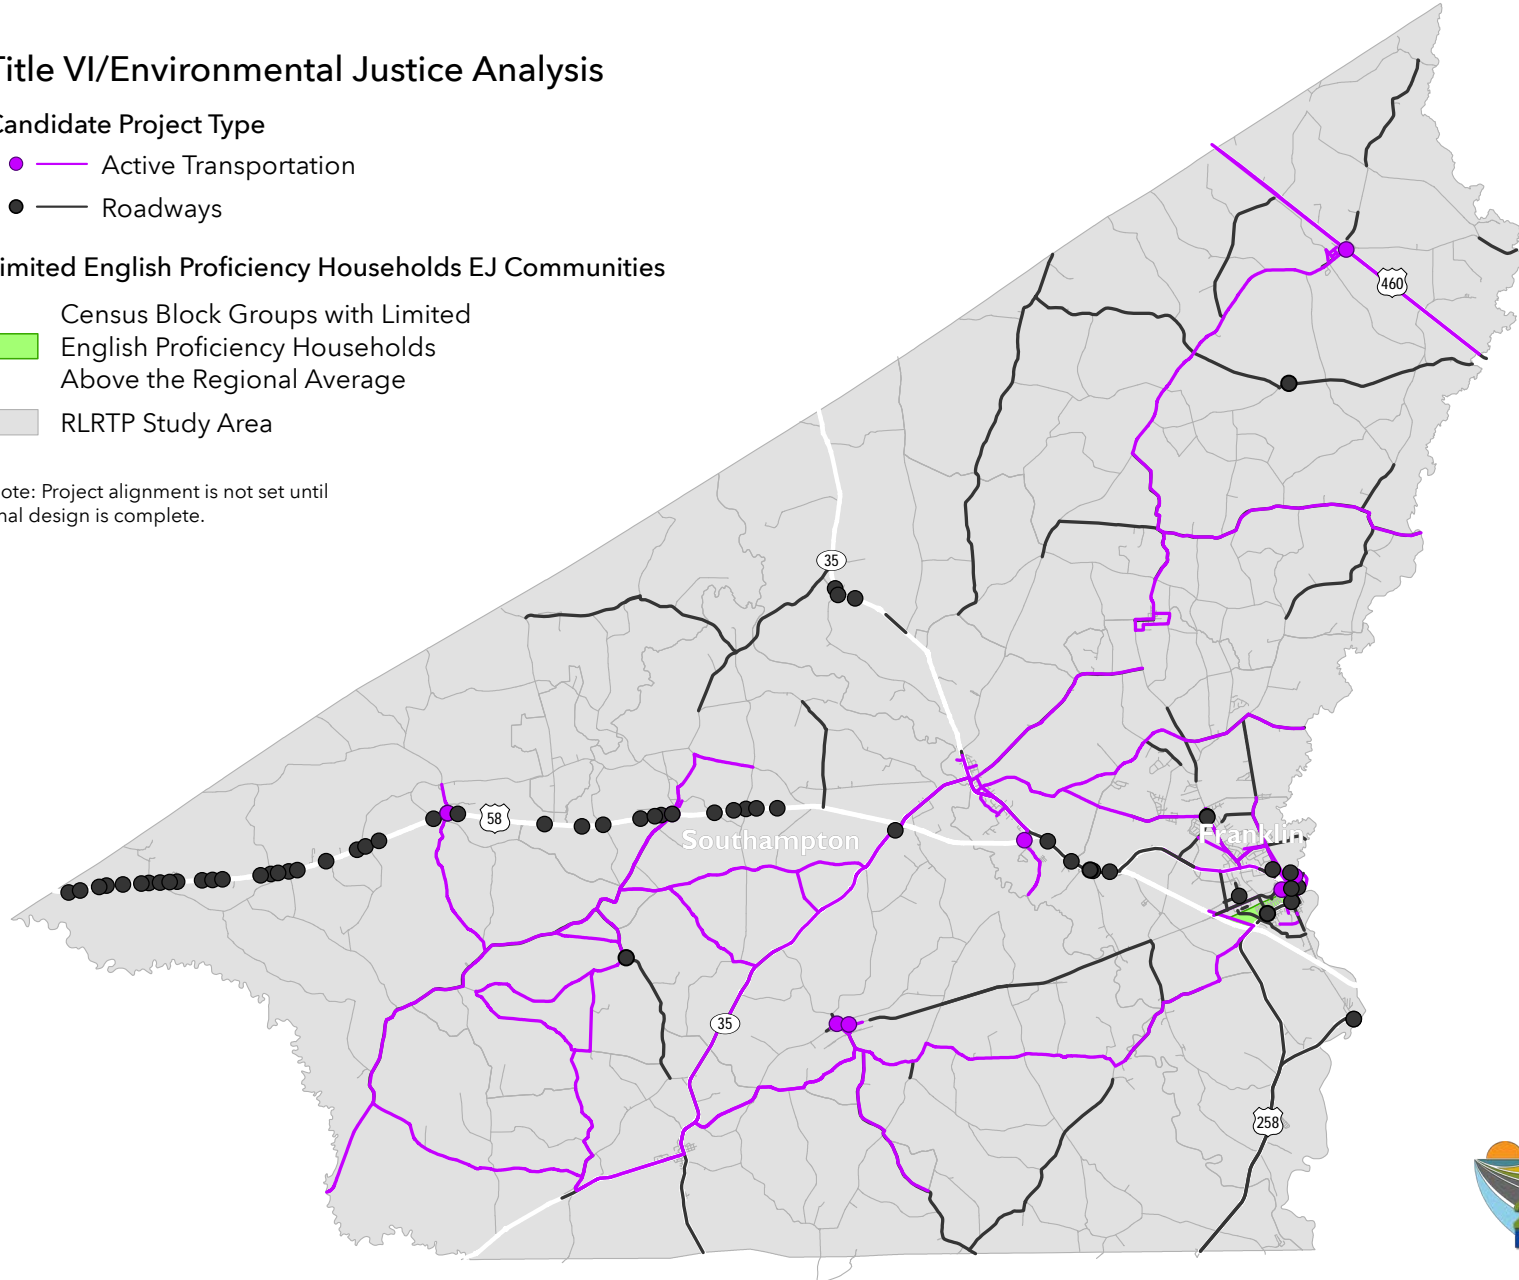 Title VI/Environmental Justice Analysis
Candidate Project Type
Active Transportation
Roadways
imited English Proficiency Households EJ Communities
Census Block Groups with Limited
English Proficiency Households
Above the Regional Average
RLRTP Study Area
ote: Project alignment is not set until
nal design is complete.
460
35
58
Southampton
Franklin
35
258